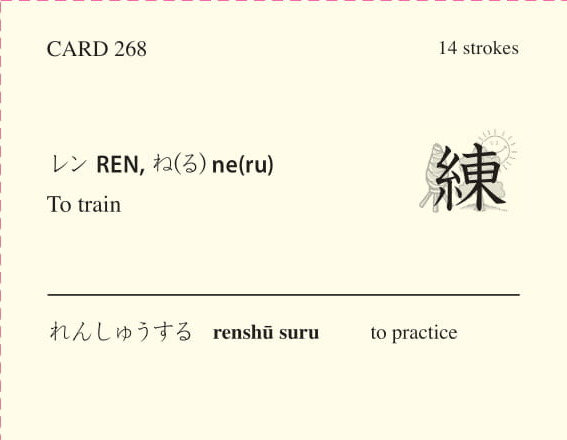 CARD 268 14 strokes
レン REN, ね(る) ne(ru)
練
To train
れんしゅうする renshū suru to practice